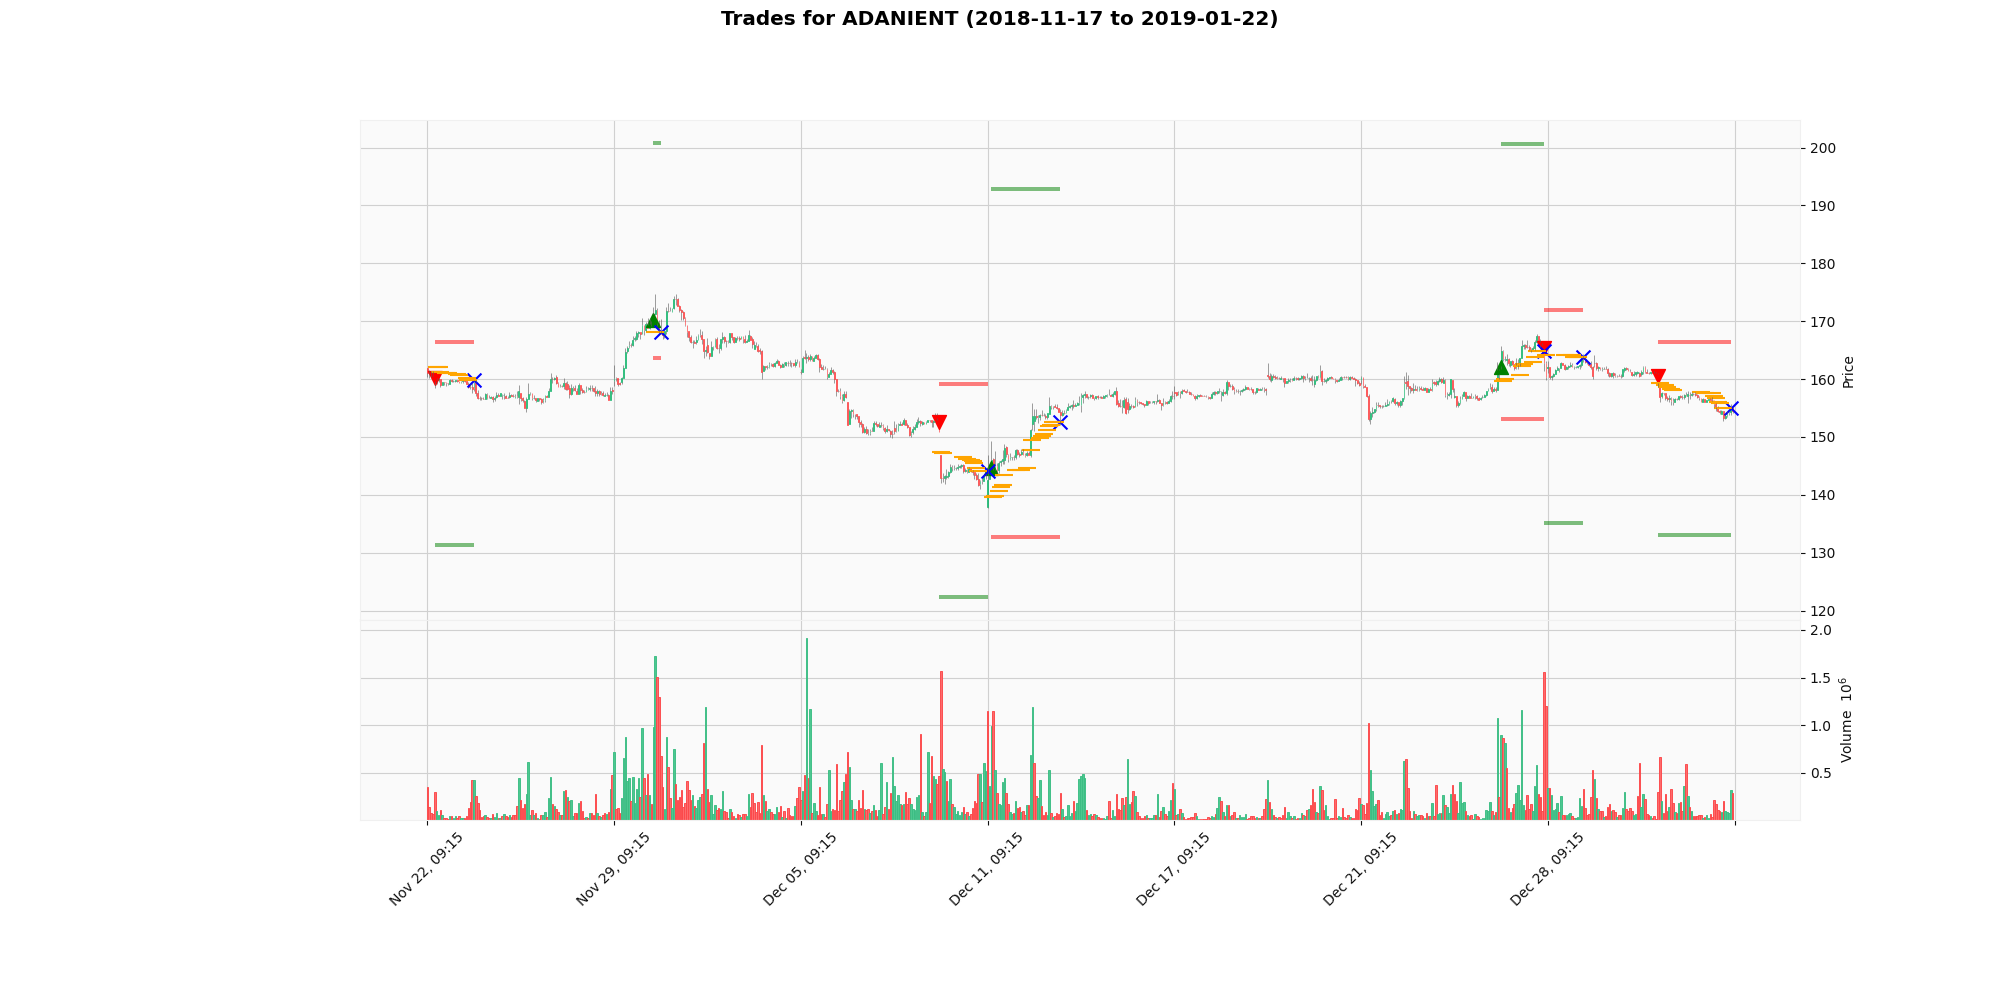 Trades for ADANIENT (2018-11-17 to 2019-01-22)
200
190
180
170
160
150
140
130
120
Price
2.0
1.5
1.0
0.5
Volume 10⁶
Nov 22, 09:15
Nov 29, 09:15
Dec 05, 09:15
Dec 11, 09:15
Dec 17, 09:15
Dec 21, 09:15
Dec 28, 09:15